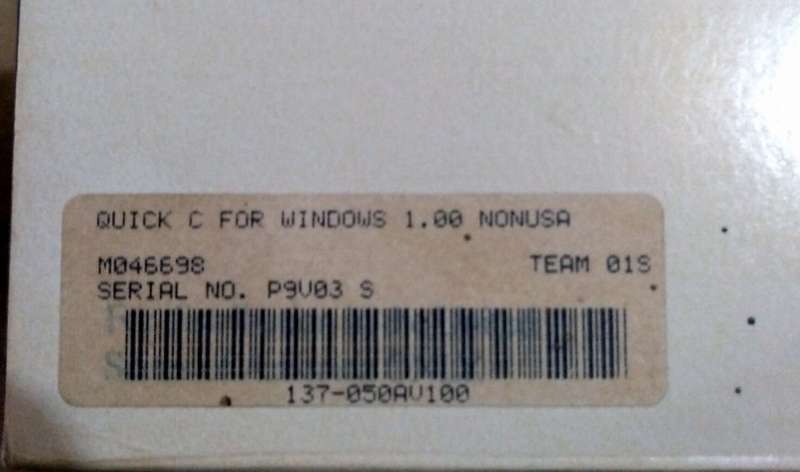 QUICK C FOR WINDOWS 1.00 NONUSA
M046698 TEAM 01S
SERIAL NO. P9V03 S
137-050AV100